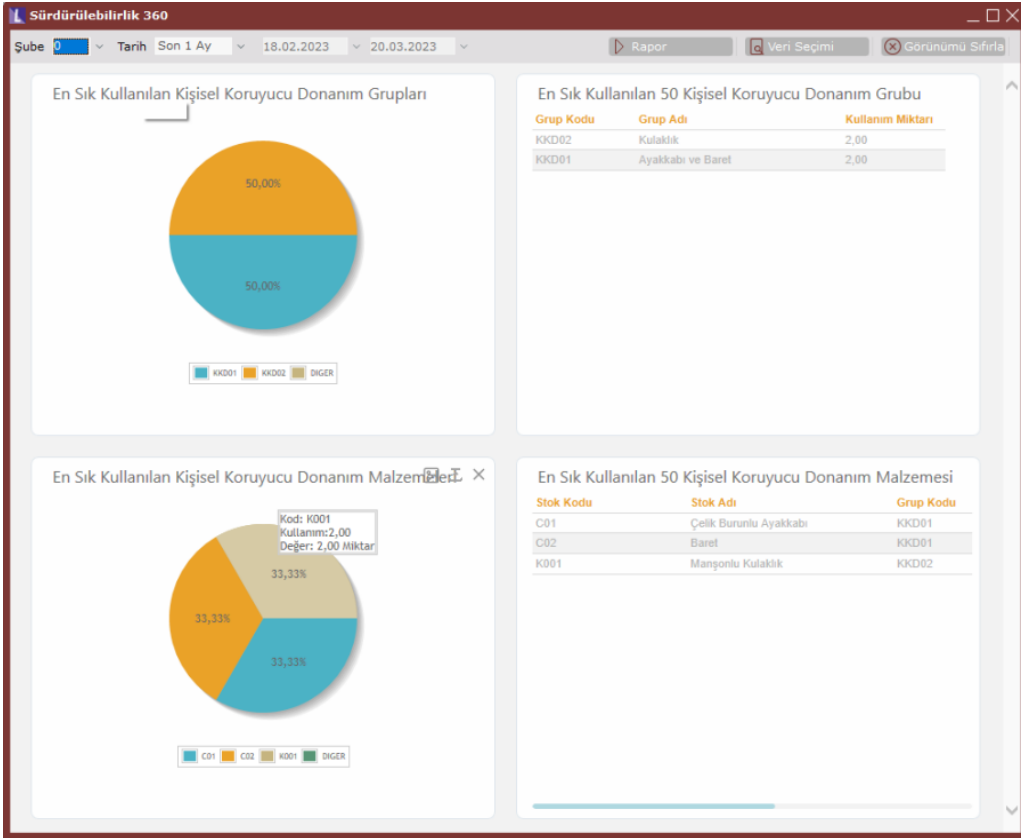 Sürdürülebilirlik 360
Şube 0 Tarih Son 1 Ay 18.02.2023 20.03.2023 Rapor Veri Seçimi Görünümü Sıfırla
En Sık Kullanılan Kişisel Koruyucu Donanım Grupları
50,00%
50,00%
KKD01 KKD02 DIGER
En Sık Kullanılan 50 Kişisel Koruyucu Donanım Grubu
Grup Kodu Grup Adı Kullanım Miktarı
KKD02 Kulaklık 2,00
KKD01 Ayakkabı ve Baret 2,00
En Sık Kullanılan Kişisel Koruyucu Donanım Malzemeleri
Kod: K001
Kullanım:2,00
Değer: 2,00 Miktar
33,33%
33,33%
33,33%
C01 C02 K001 DIGER
En Sık Kullanılan 50 Kişisel Koruyucu Donanım Malzemesi
Stok Kodu Stok Adı Grup Kodu
C01 Çelik Burunlu Ayakkabı KKD01
C02 Baret KKD01
K001 Manşonlu Kulaklık KKD02